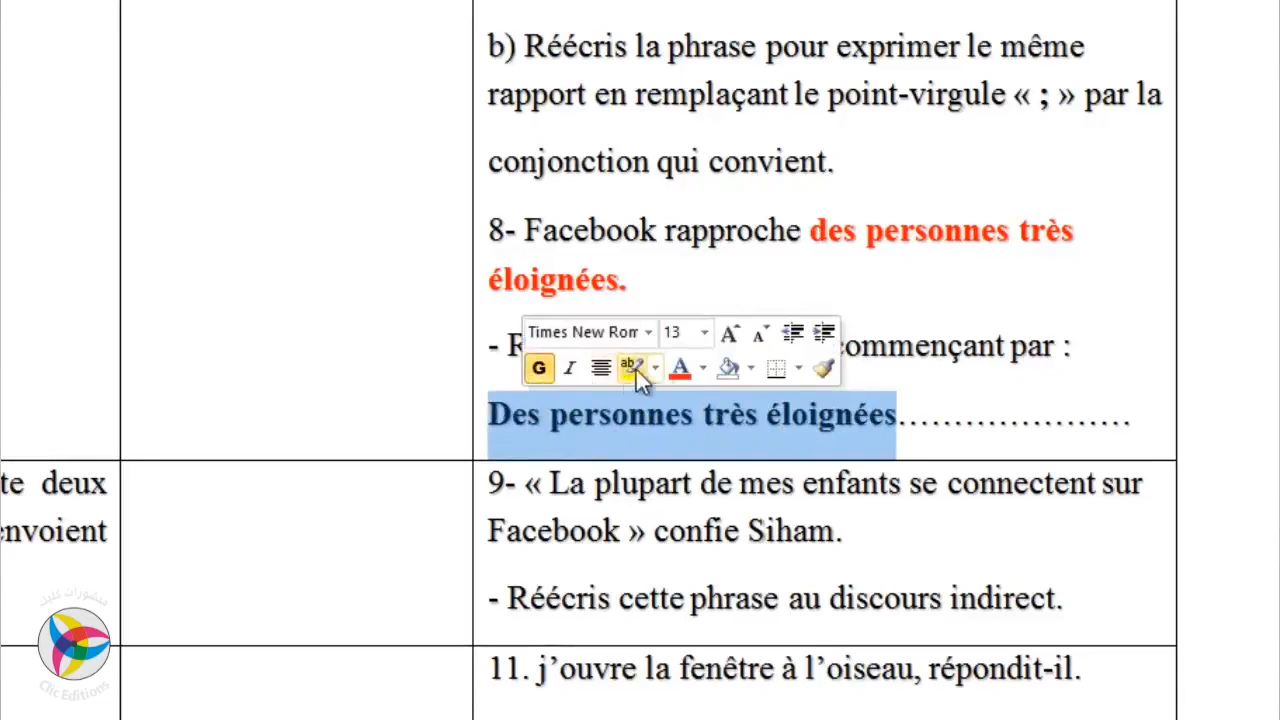 b) Réécris la phrase pour exprimer le même
rapport en remplaçant le point-virgule « ; » par la
conjonction qui convient.
8- Facebook rapproche des personnes très
éloignées.
Times New Rom 13
- R
commençant par :
G I A
Des personnes très éloignées…………………
te deux
envoient
9- « La plupart de mes enfants se connectent sur
Facebook » confie Siham.
- Réécris cette phrase au discours indirect.
منشورات كليك
Clic Editions
11. j’ouvre la fenêtre à l’oiseau, répondit-il.